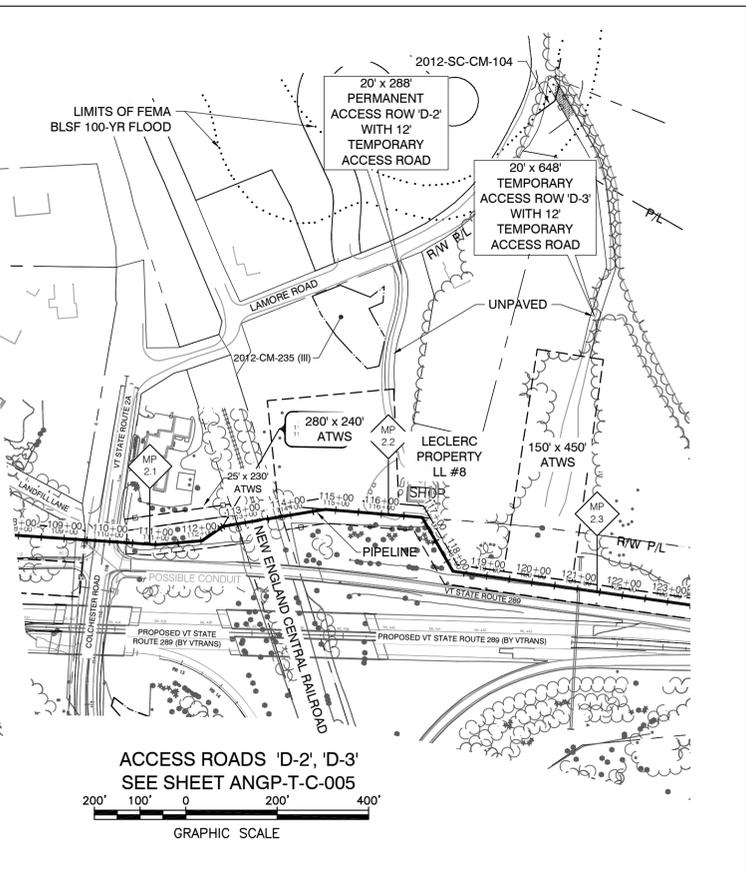 2012-SC-CM-104
20' x 288'
PERMANENT
ACCESS ROW 'D-2'
WITH 12'
TEMPORARY
ACCESS ROAD
LIMITS OF FEMA
BLSF 100-YR FLOOD
20' x 648'
TEMPORARY
ACCESS ROW 'D-3'
WITH 12'
TEMPORARY
ACCESS ROAD
P/L
R/W P/L
LAMORE ROAD
UNPAVED
2012-CM-235 (III)
VT STATE ROUTE 2A
280' x 240'
ATWS
MP
2.2
LECLERC
PROPERTY
LL #8
150' x 450'
ATWS
MP
2.1
25' x 230'
ATWS
SHOP
MP
2.3
LANDFILL LANE
109+00
110+00
111+00
112+00
113+00
114+00
115+00
116+00
118+00
119+00
120+00
121+00
122+00
123+00
R/W P/L
PIPELINE
POSSIBLE CONDUIT
VT STATE ROUTE 289
COLCHESTER ROAD
NEW ENGLAND CENTRAL RAILROAD
PROPOSED VT STATE
ROUTE 289 (BY VTRANS)
PROPOSED VT STATE ROUTE 289 (BY VTRANS)
ACCESS ROADS 'D-2', 'D-3'
SEE SHEET ANGP-T-C-005
200' 100' 0 200' 400'
GRAPHIC SCALE